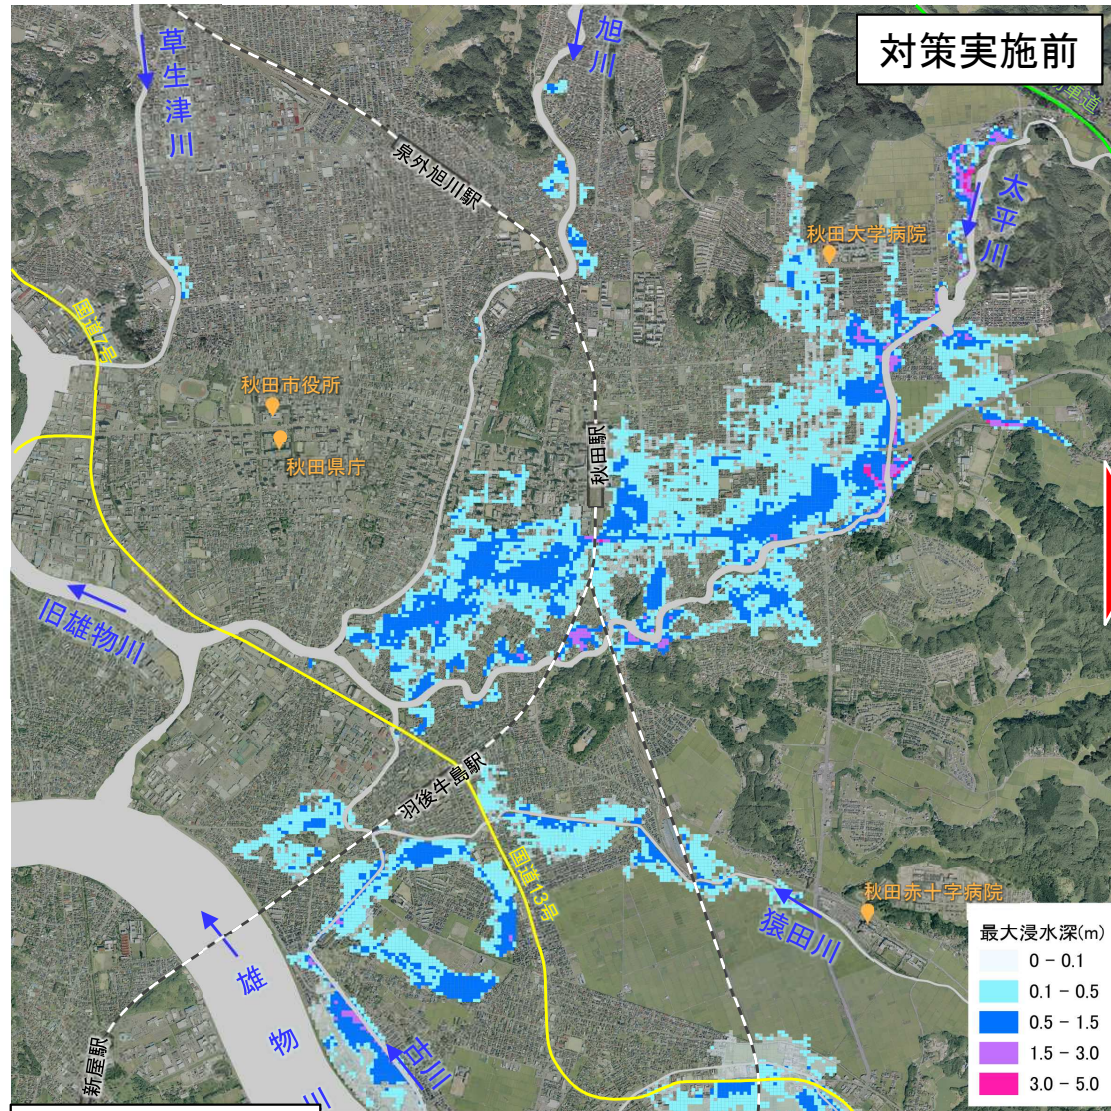 対策実施前
草生津川
旭川
泉外旭川駅
太平川
秋田大学病院
国道7号
秋田市役所
秋田県庁
秋田駅
旧雄物川
羽後牛島駅
国道13号
秋田赤十字病院
猿田川
雄物川
古川
新屋駅
最大浸水深(m)
0 - 0.1
0.1 - 0.5
0.5 - 1.5
1.5 - 3.0
3.0 - 5.0